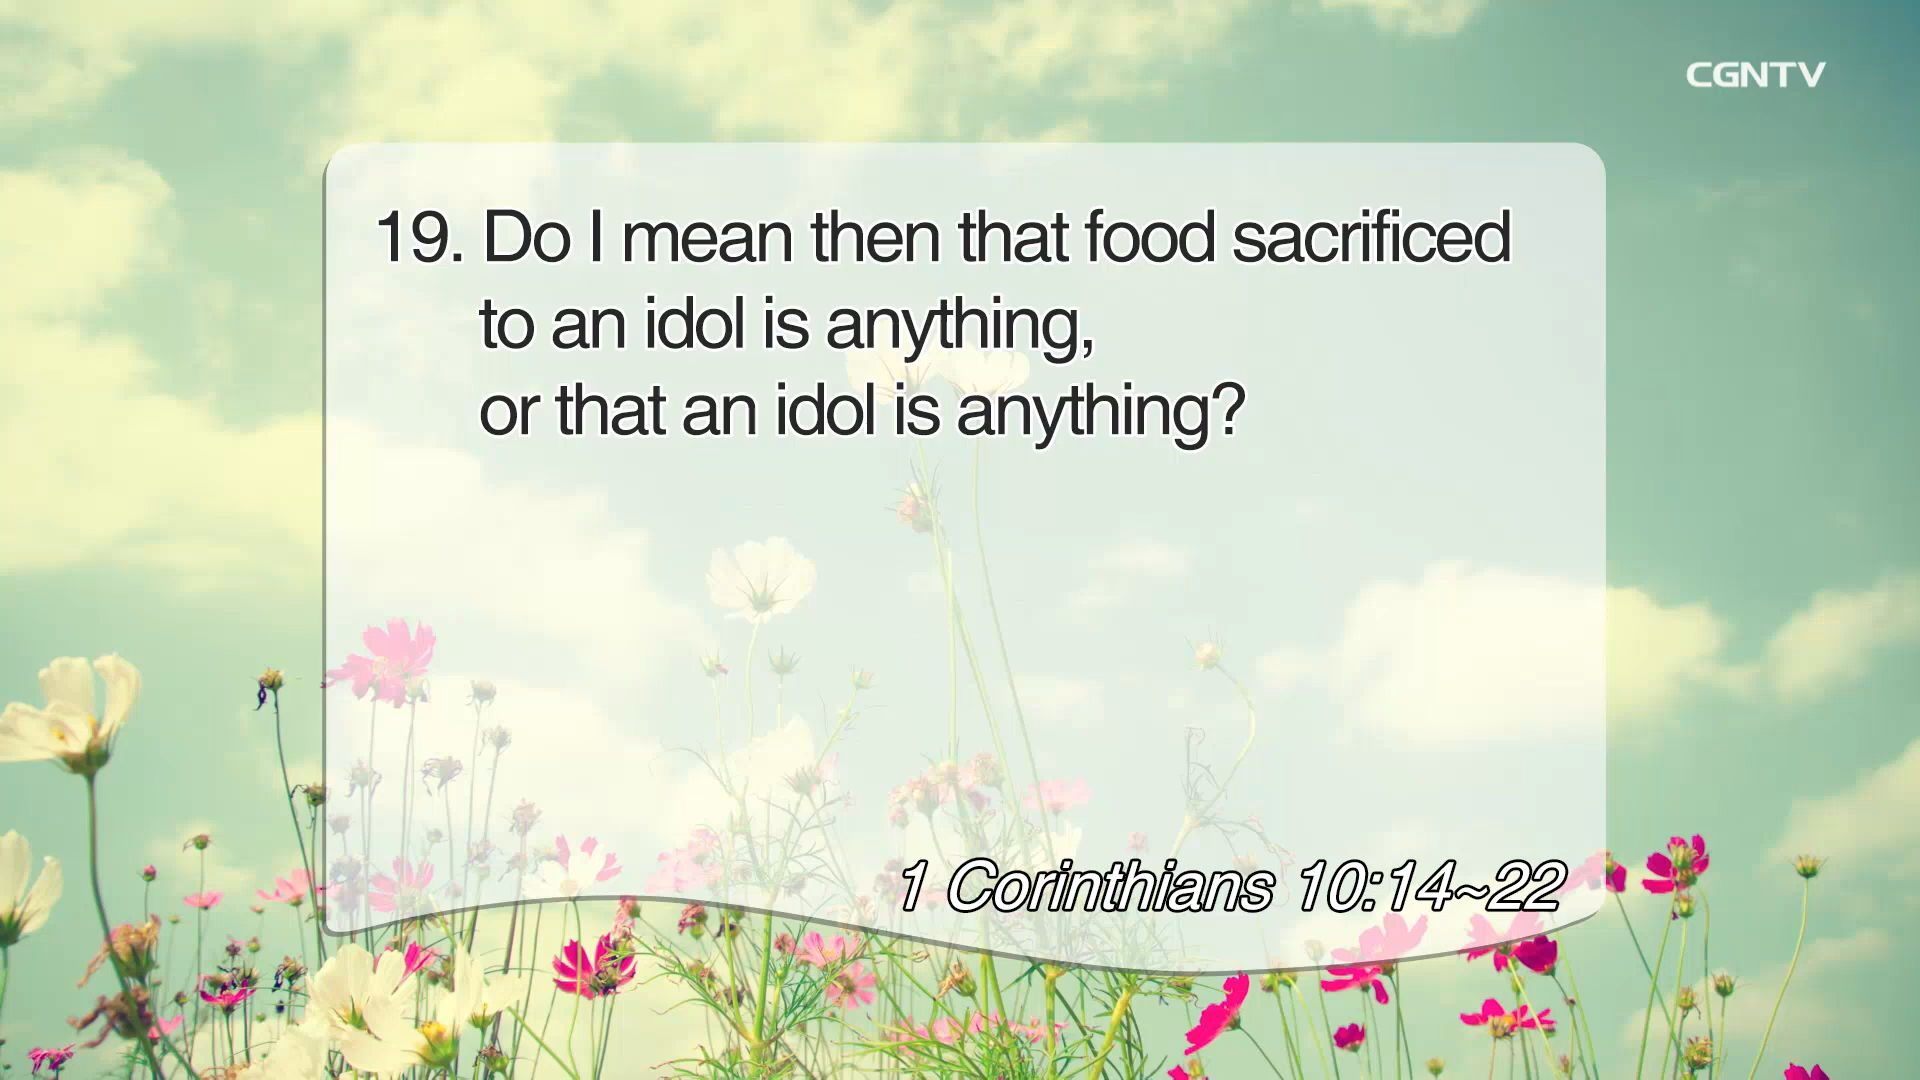 CGNTV
19. Do I mean then that food sacrificed
to an idol is anything,
or that an idol is anything?
1 Corinthians 10:14~22